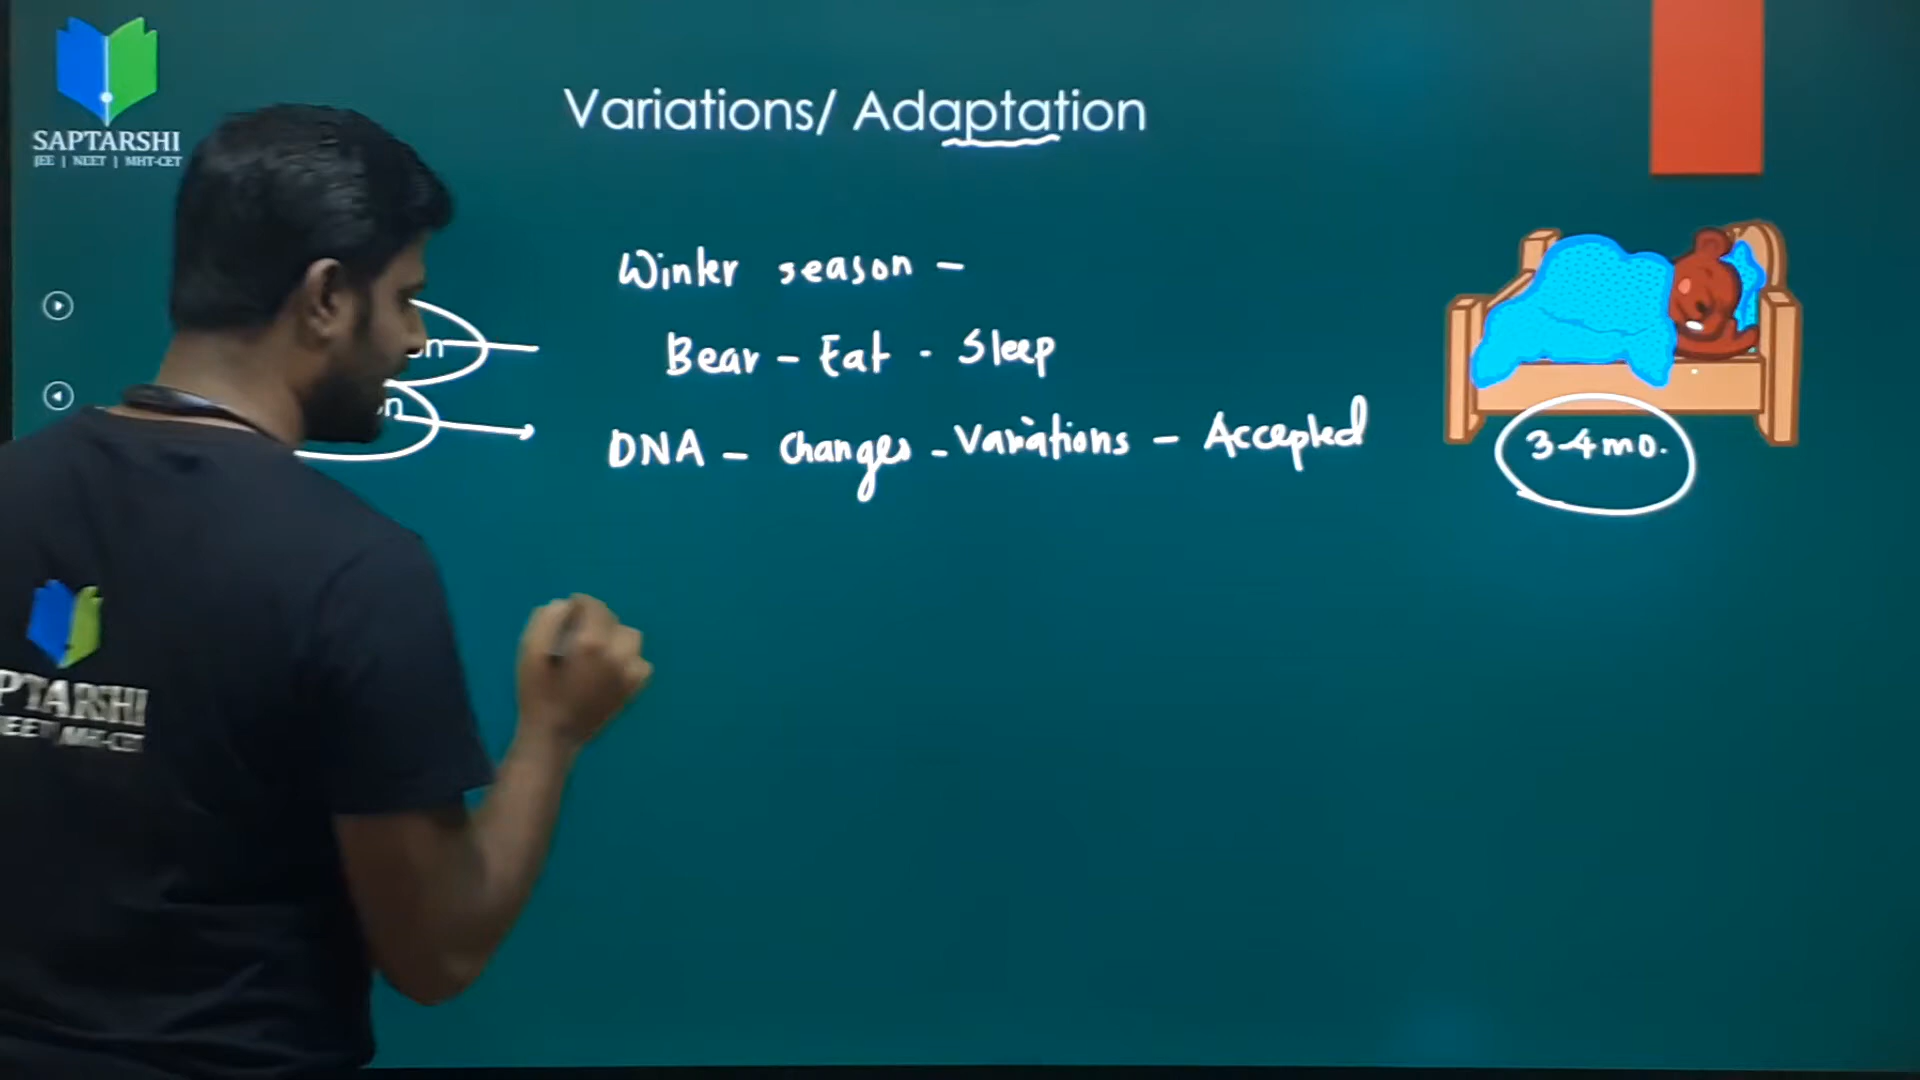 SAPTARSHI
JEE | NEET | MHT-CET
Variations/ Adaptation
Winter season -
Bear - Eat - Sleep
DNA - Changes - Variations - Accepted
3-4 mo.
PTARSHI